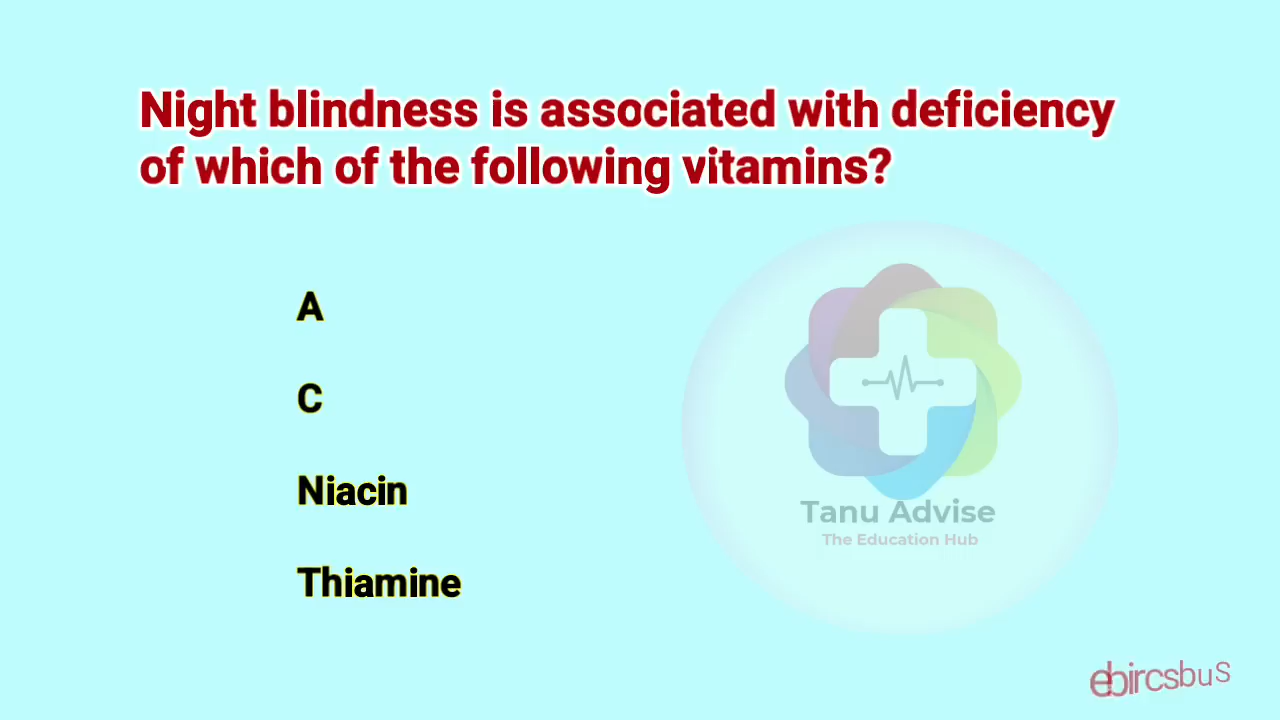 Night blindness is associated with deficiency
of which of the following vitamins?
A
C
Niacin
Thiamine
Tanu Advise
The Education Hub